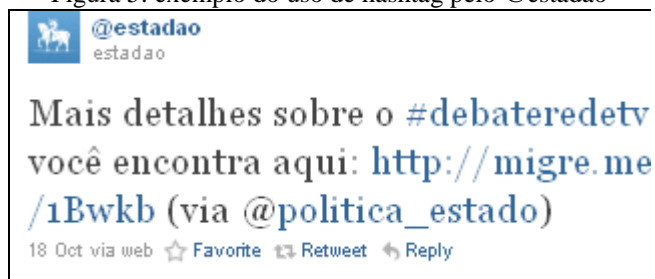 Figura 5: exemplo do uso de hashtag pelo @estadao
@estadao
estadao
Mais detalhes sobre o #debateredetv
você encontra aqui: http://migre.me
/1Bwkb (via @politica_estado)
18 Oct via web Favorite Retweet Reply